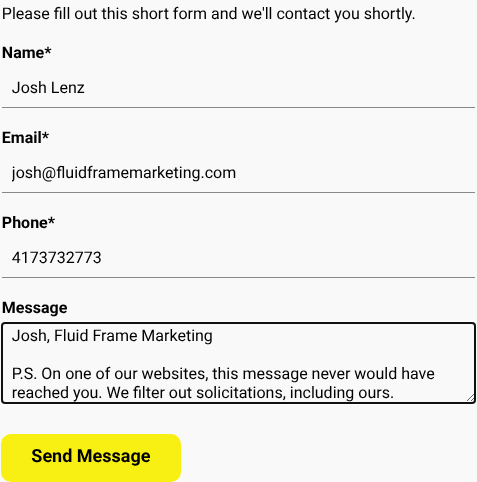 Please fill out this short form and we'll contact you shortly.
Name*
Josh Lenz
Email*
josh@fluidframemarketing.com
Phone*
4173732773
Message
Josh, Fluid Frame Marketing
P.S. On one of our websites, this message never would have
reached you. We filter out solicitations, including ours.
Send Message